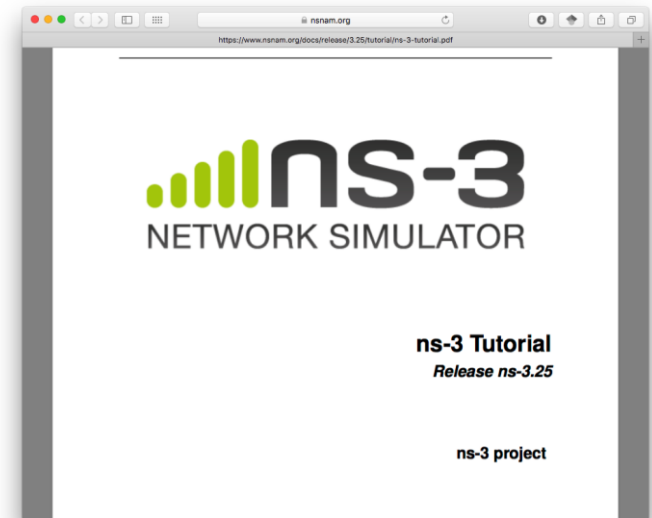 nsnam.org
https://www.nsnam.org/docs/release/3.25/tutorial/ns-3-tutorial.pdf
ns-3
NETWORK SIMULATOR
ns-3 Tutorial
Release ns-3.25
ns-3 project